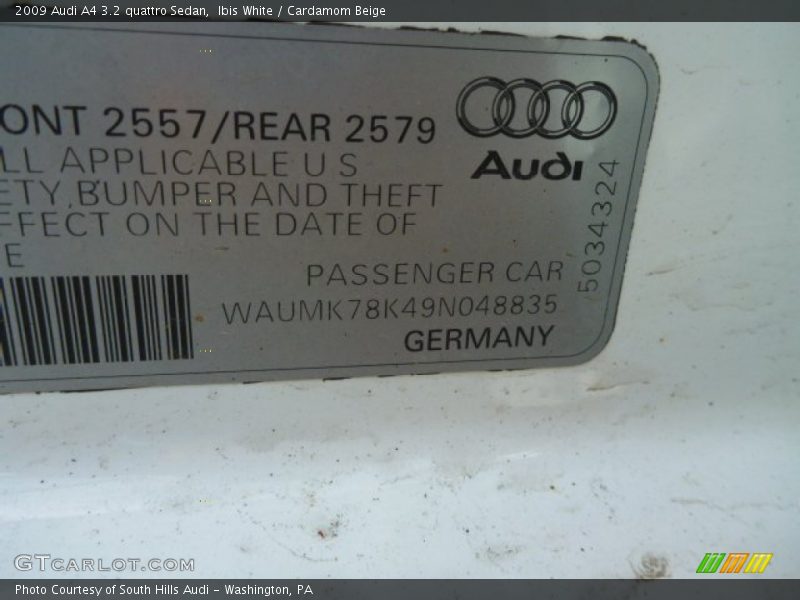 2009 Audi A4 3.2 quattro Sedan, Ibis White / Cardamom Beige
ONT 2557/REAR 2579
LL APPLICABLE U S
ETY,BUMPER AND THEFT
FFECT ON THE DATE OF
E
Audi
5034324
PASSENGER CAR
WAUMK78K49N048835
GERMANY
GTCARLOT.COM
Photo Courtesy of South Hills Audi - Washington, PA